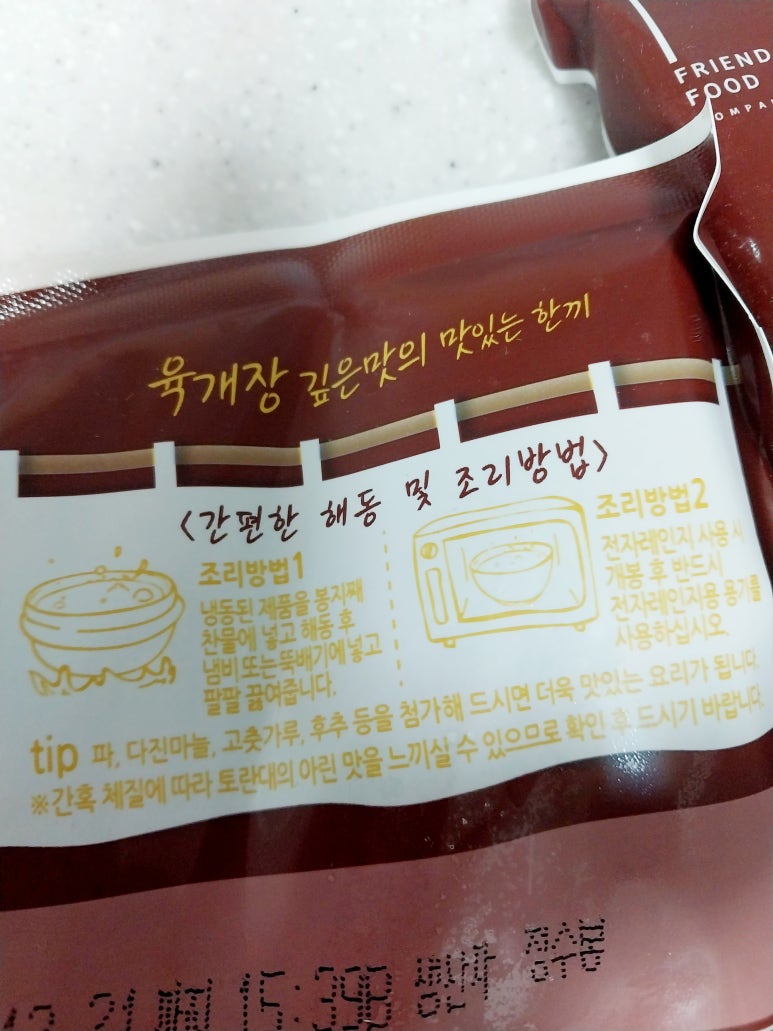 FRIEND
FOOD
육개장 깊은맛의 맛있는 한끼
<간편한 해동 및 조리방법>
조리방법1
냉동된 제품을 봉지째
찬물에 넣고 해동 후
냄비 또는 뚝배기에 넣고
팔팔 끓여줍니다.
조리방법2
전자레인지 사용 시
개봉 후 반드시
전자레인지용 용기를
사용하십시오.
tip 파, 다진마늘, 고춧가루, 후추 등을 첨가해 드시면 더욱 맛있는 요리가 됩니다.
※간혹 체질에 따라 토란대의 아린 맛을 느끼실 수 있으므로 확인 후 드시기 바랍니다.